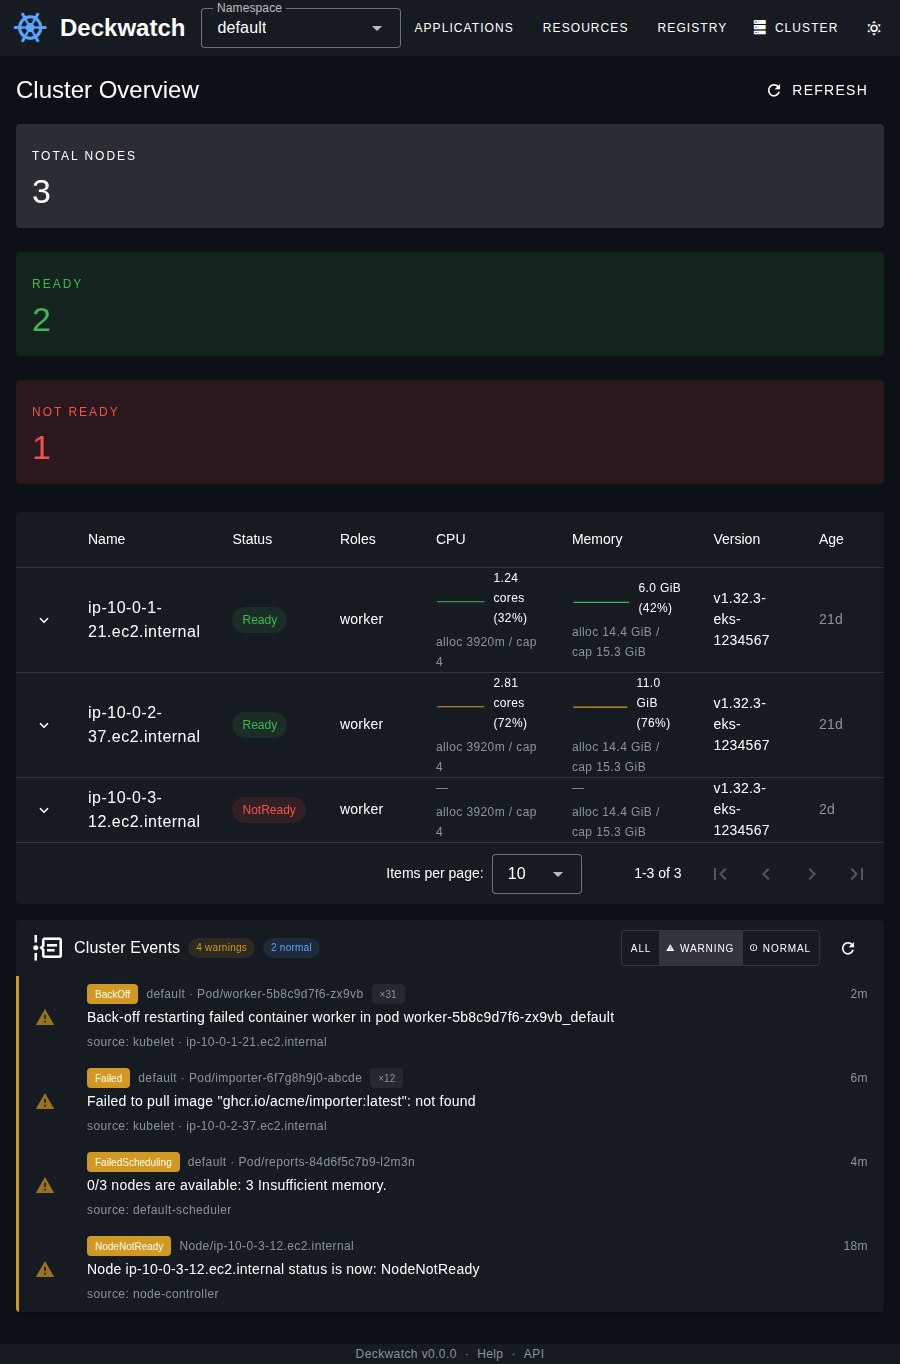 Deckwatch
Namespace
default
APPLICATIONS
RESOURCES
REGISTRY
CLUSTER
Cluster Overview
REFRESH
TOTAL NODES
3
READY
2
NOT READY
1
Name Status Roles CPU Memory Version Age
ip-10-0-1-
21.ec2.internal
Ready
worker
1.24
cores
(32%)
alloc 3920m / cap
4
6.0 GiB
(42%)
alloc 14.4 GiB /
cap 15.3 GiB
v1.32.3-
eks-
1234567
21d
ip-10-0-2-
37.ec2.internal
Ready
worker
2.81
cores
(72%)
alloc 3920m / cap
4
11.0
GiB
(76%)
alloc 14.4 GiB /
cap 15.3 GiB
v1.32.3-
eks-
1234567
21d
ip-10-0-3-
12.ec2.internal
NotReady
worker
—
alloc 3920m / cap
4
—
alloc 14.4 GiB /
cap 15.3 GiB
v1.32.3-
eks-
1234567
2d
Items per page: 10 1-3 of 3
Cluster Events 4 warnings 2 normal ALL WARNING NORMAL
BackOff default · Pod/worker-5b8c9d7f6-zx9vb ×31 2m
Back-off restarting failed container worker in pod worker-5b8c9d7f6-zx9vb_default
source: kubelet · ip-10-0-1-21.ec2.internal
Failed default · Pod/importer-6f7g8h9j0-abcde ×12 6m
Failed to pull image "ghcr.io/acme/importer:latest": not found
source: kubelet · ip-10-0-2-37.ec2.internal
FailedScheduling default · Pod/reports-84d6f5c7b9-l2m3n 4m
0/3 nodes are available: 3 Insufficient memory.
source: default-scheduler
NodeNotReady Node/ip-10-0-3-12.ec2.internal 18m
Node ip-10-0-3-12.ec2.internal status is now: NodeNotReady
source: node-controller
Deckwatch v0.0.0 · Help · API